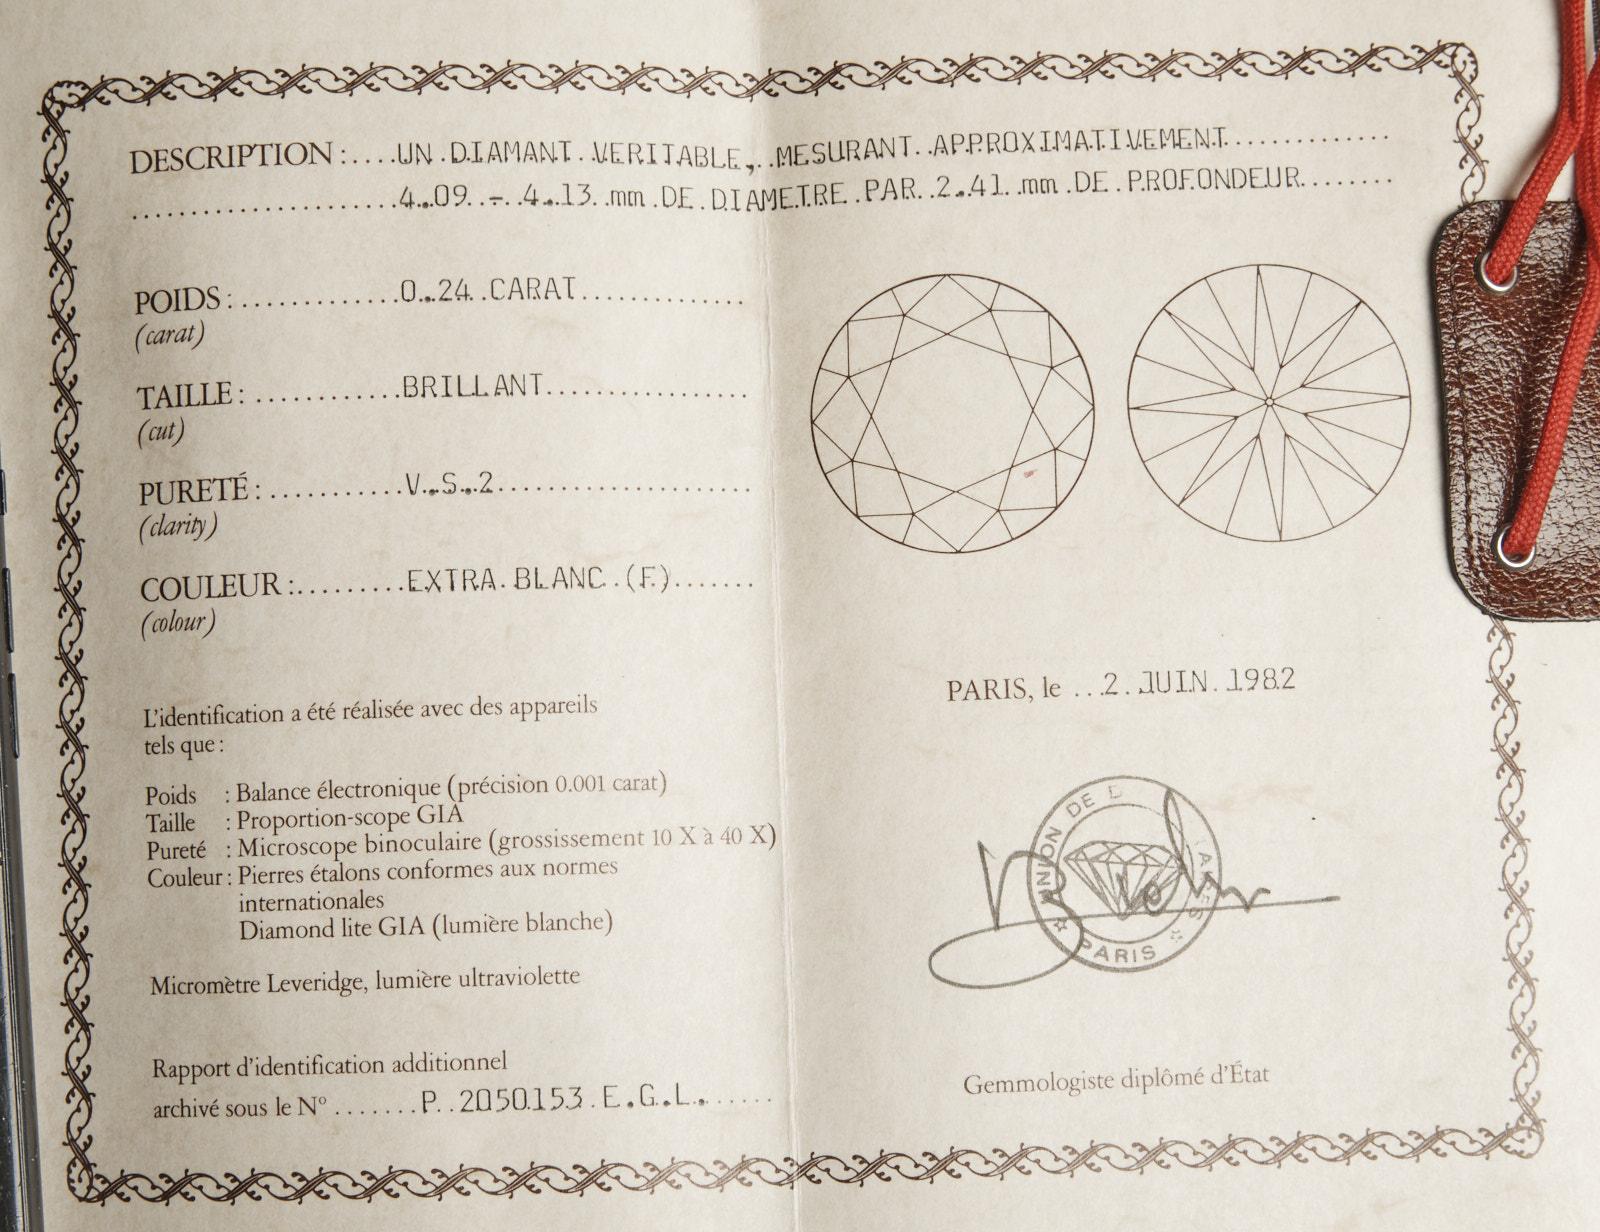 DESCRIPTION :....UN.DIAMANT.VERITABLE,..MESURANT..APPROXIMATIVEMENT...............
......................4.09.-.4.13.mm.DE.DIAMETRE.PAR.2.41.mm.DE.PROFONDEUR........
POIDS :..............0.24.CARAT..............
(carat)
TAILLE : ............BRILLANT.................
(cut)
PURETÉ : ...........V.S.2.....................
(clarity)
COULEUR :.........EXTRA.BLANC.(F).......
(colour)
PARIS, le ...2.JUIN.1982
L'identification a été réalisée avec des appareils
tels que :
Poids : Balance électronique (précision 0.001 carat)
Taille : Proportion-scope GIA
Pureté : Microscope binoculaire (grossissement 10 X à 40 X)
Couleur : Pierres étalons conformes aux normes
internationales
Diamond lite GIA (lumière blanche)
UNION DE D
PARIS
Micromètre Leveridge, lumière ultraviolette
Rapport d'identification additionnel
archivé sous le N° .......P..2050153.E.G.L.......
Gemmologiste diplômé d'État